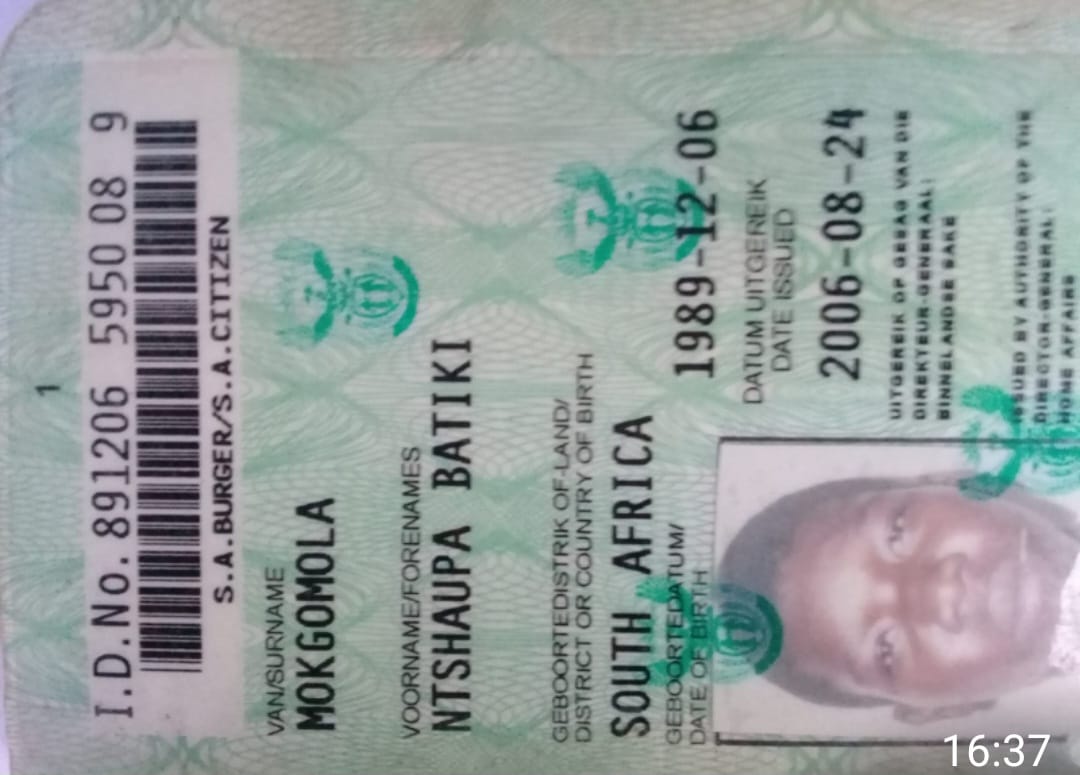 1
I.D.No. 891206 5950 08 9
S.A.BURGER/S.A.CITIZEN
VAN/SURNAME
MOKGOMOLA
VOORNAME/FORENAMES
NTSHAUPA BATIKI
GEBOORTEDISTRIK OF-LAND/
DISTRICT OR COUNTRY OF BIRTH
SOUTH AFRICA
GEBOORTEDATUM/
DATE OF BIRTH
1989-12-06
DATUM UITGEREIK
DATE ISSUED
2006-08-24
UITGEREIK OP GESAG VAN DIE
DIREKTEUR-GENERAAL:
BINNELANDSE SAKE
ISSUED BY AUTHORITY OF THE
DIRECTOR-GENERAL:
HOME AFFAIRS
16:37